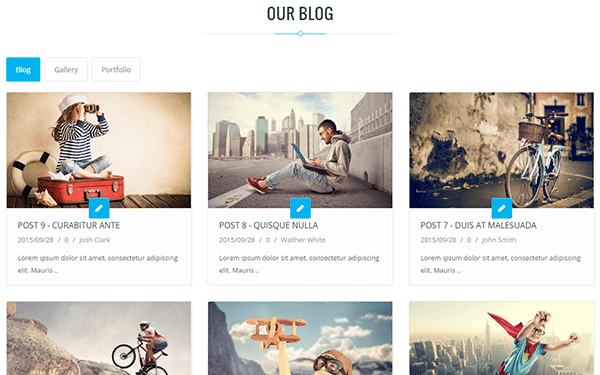 OUR BLOG
Blog
Gallery
Portfolio
POST 9 - CURABITUR ANTE
2015/09/28 / 0 / Josh Clark
Lorem ipsum dolor sit amet, consectetur adipiscing
elit. Mauris ..
POST 8 - QUISQUE NULLA
2015/09/28 / 0 / Walther White
Lorem ipsum dolor sit amet, consectetur adipiscing
elit. Mauris ..
POST 7 - DUIS AT MALESUADA
2015/09/28 / 0 / John Smith
Lorem ipsum dolor sit amet, consectetur adipiscing
elit. Mauris ..